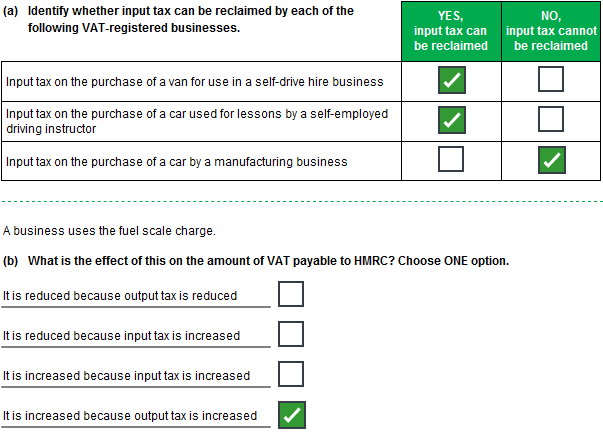 (a) Identify whether input tax can be reclaimed by each of the
following VAT-registered businesses.
YES,
input tax can
be reclaimed
NO,
input tax cannot
be reclaimed
Input tax on the purchase of a van for use in a self-drive hire business
Input tax on the purchase of a car used for lessons by a self-employed
driving instructor
Input tax on the purchase of a car by a manufacturing business
A business uses the fuel scale charge.
(b) What is the effect of this on the amount of VAT payable to HMRC? Choose ONE option.
It is reduced because output tax is reduced
It is reduced because input tax is increased
It is increased because input tax is increased
It is increased because output tax is increased